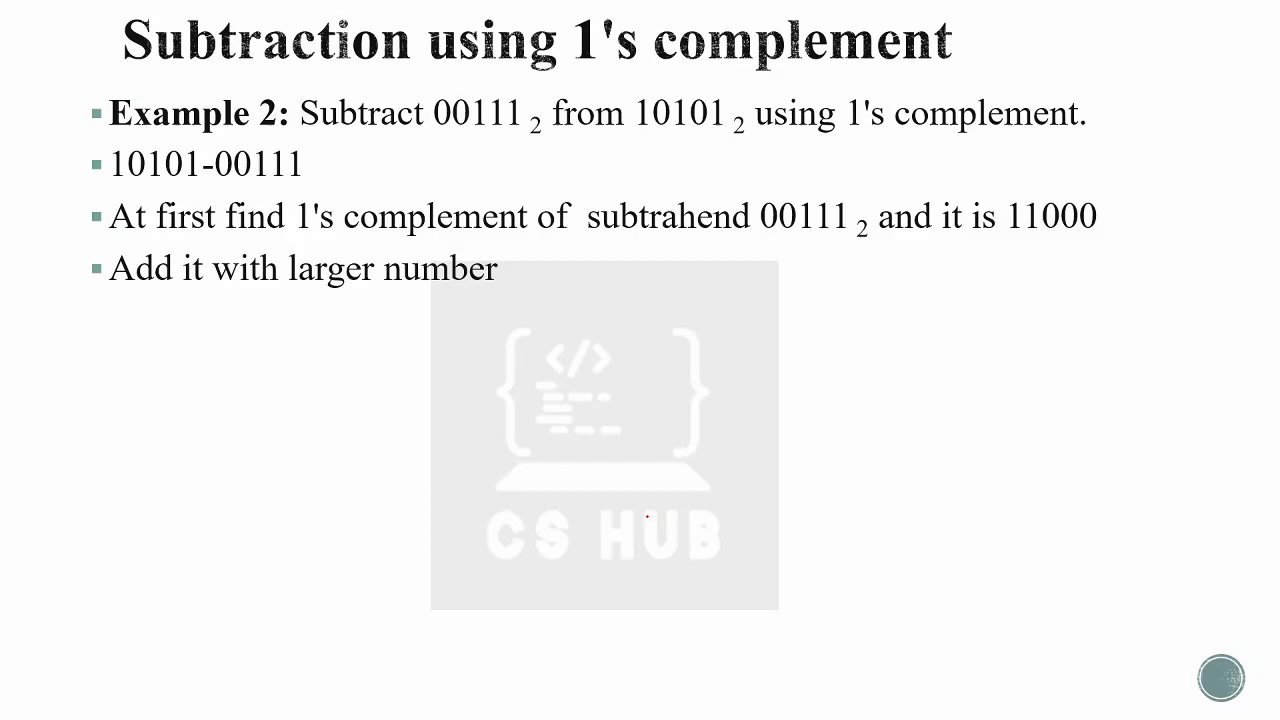 Subtraction using 1's complement
Example 2: Subtract 00111 2 from 10101 2 using 1's complement.
10101-00111
At first find 1's complement of subtrahend 00111 2 and it is 11000
Add it with larger number
</>
CS HUB